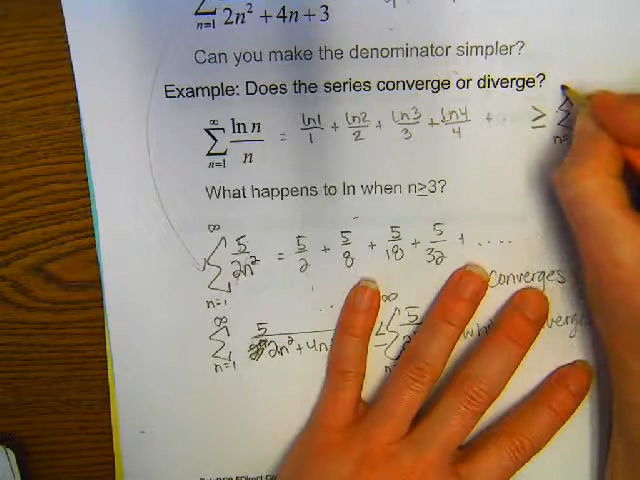 ∞ ∑ n=1 2n² + 4n + 3
Can you make the denominator simpler?
Example: Does the series converge or diverge?
∞ ∑ n=1 ln n / n = ln1/1 + ln2/2 + ln3/3 + ln4/4 + ≥ ∑ n=
What happens to ln when n≥3?
∞ ∑ n=1 5/2n² = 5/2 + 5/8 + 5/18 + 5/32 + ....
Converges
∞ ∑ n=1 5/2n²+4n ≤ ∞ ∑ 5